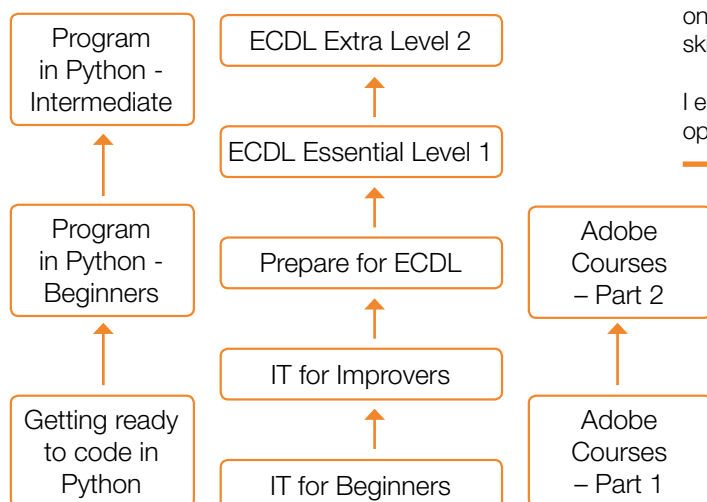 Program
in Python -
Intermediate
ECDL Extra Level 2
ECDL Essential Level 1
Program
in Python -
Beginners
Prepare for ECDL
Adobe
Courses
– Part 2
IT for Improvers
Getting ready
to code in
Python
IT for Beginners
Adobe
Courses
– Part 1